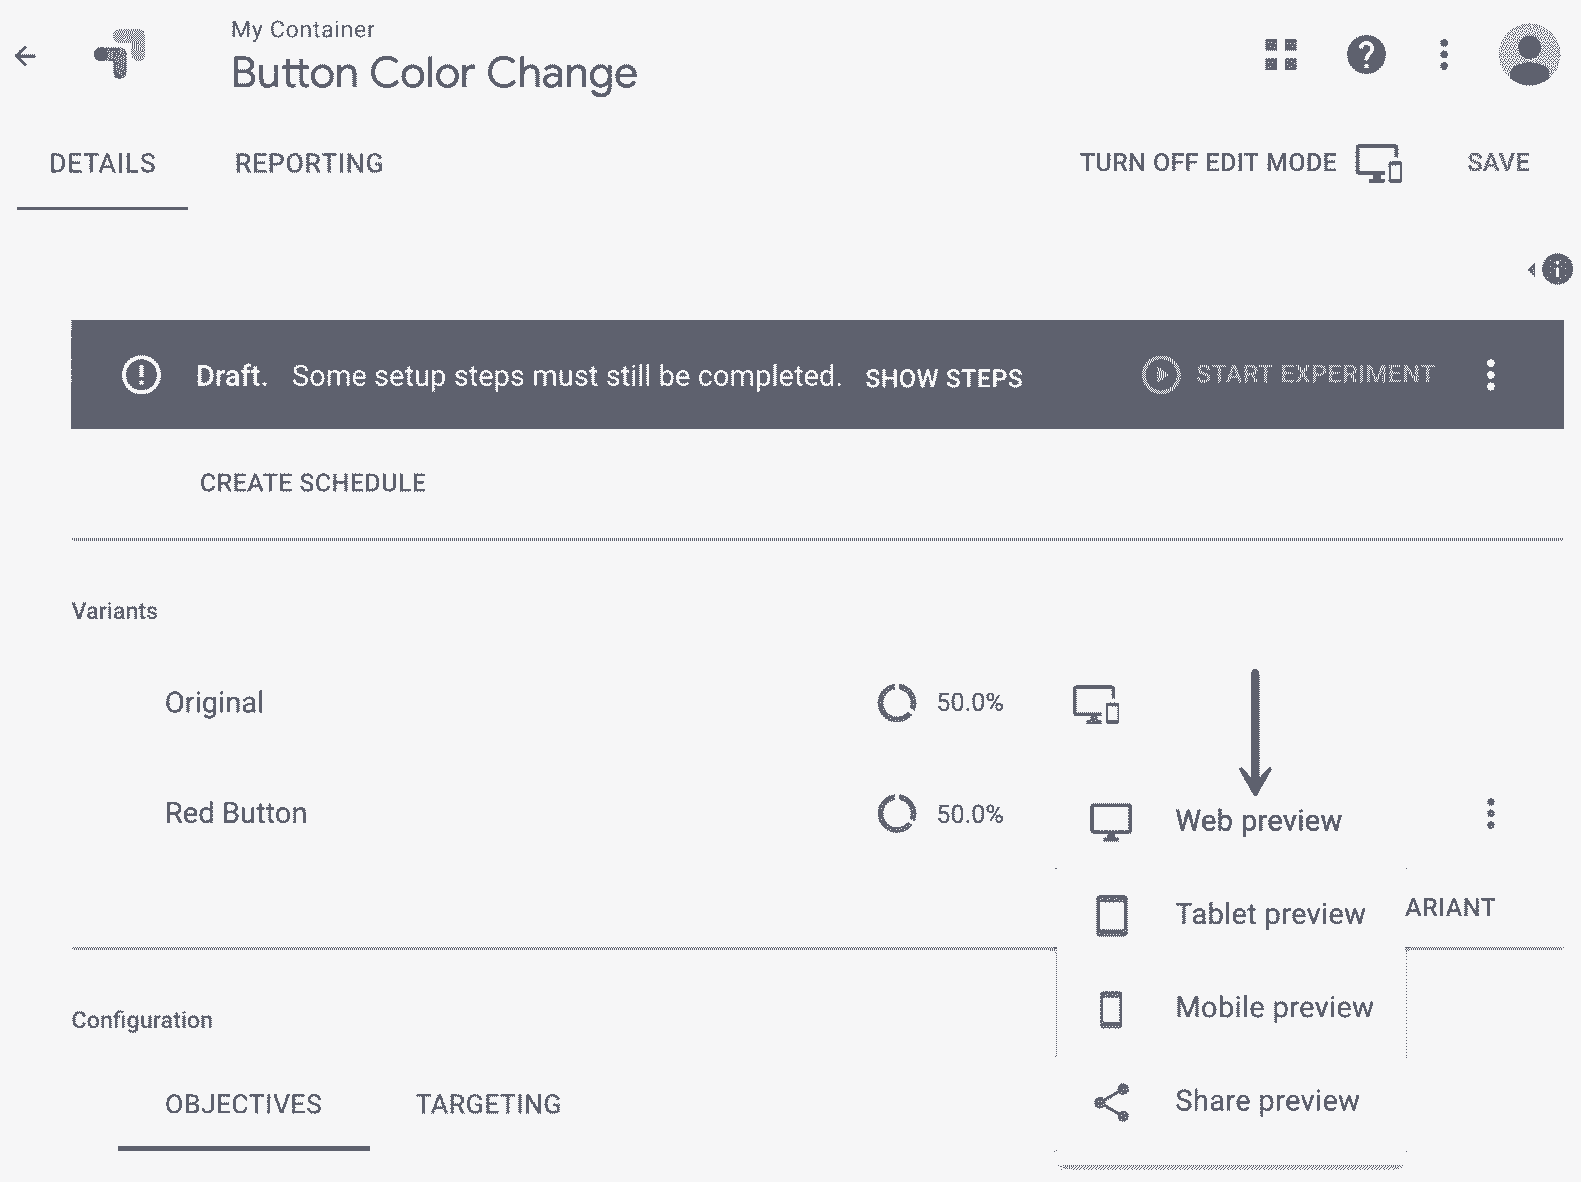 My Container
Button Color Change
DETAILS REPORTING TURN OFF EDIT MODE SAVE
Draft. Some setup steps must still be completed. SHOW STEPS START EXPERIMENT
CREATE SCHEDULE
Variants
Original 50.0%
Red Button 50.0% Web preview
Tablet preview ARIANT
Mobile preview
Configuration
Share preview
OBJECTIVES TARGETING